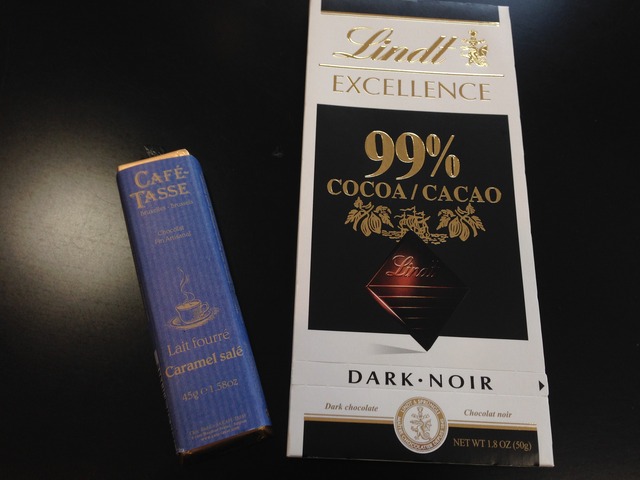 CAFÉ-
TASSE
Chocolat
Lait fourré
Caramel salé
45g ℮ 1.58oz
Lindt
EXCELLENCE
99%
COCOA / CACAO
Lindt
DARK · NOIR
Dark chocolate
Chocolat noir
NET WT 1.8 OZ (50g)